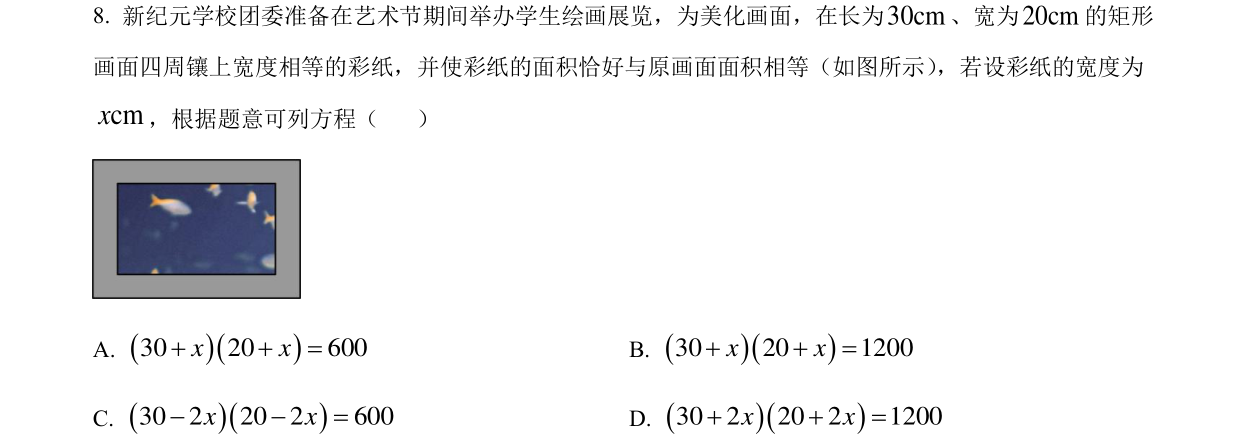 8. 新纪元学校团委准备在艺术节期间举办学生绘画展览，为美化画面，在长为30cm、宽为20cm的矩形
画面四周镶上宽度相等的彩纸，并使彩纸的面积恰好与原画面面积相等（如图所示），若设彩纸的宽度为
xcm，根据题意可列方程（　　）
A. (30+x)(20+x)=600　　B. (30+x)(20+x)=1200
C. (30−2x)(20−2x)=600　　D. (30+2x)(20+2x)=1200